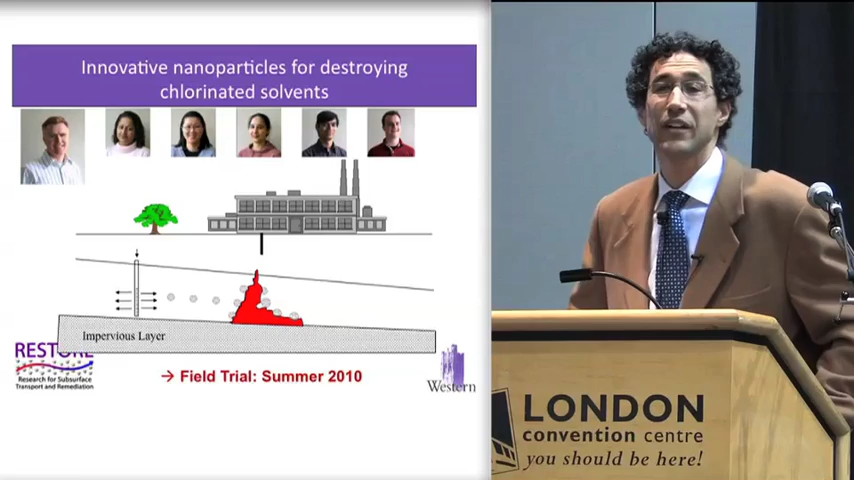 Innovative nanoparticles for destroying
chlorinated solvents
Impervious Layer
RESTORE
Research for Subsurface
Transport and Remediation
→ Field Trial: Summer 2010
Western
LONDON
convention centre
you should be here!